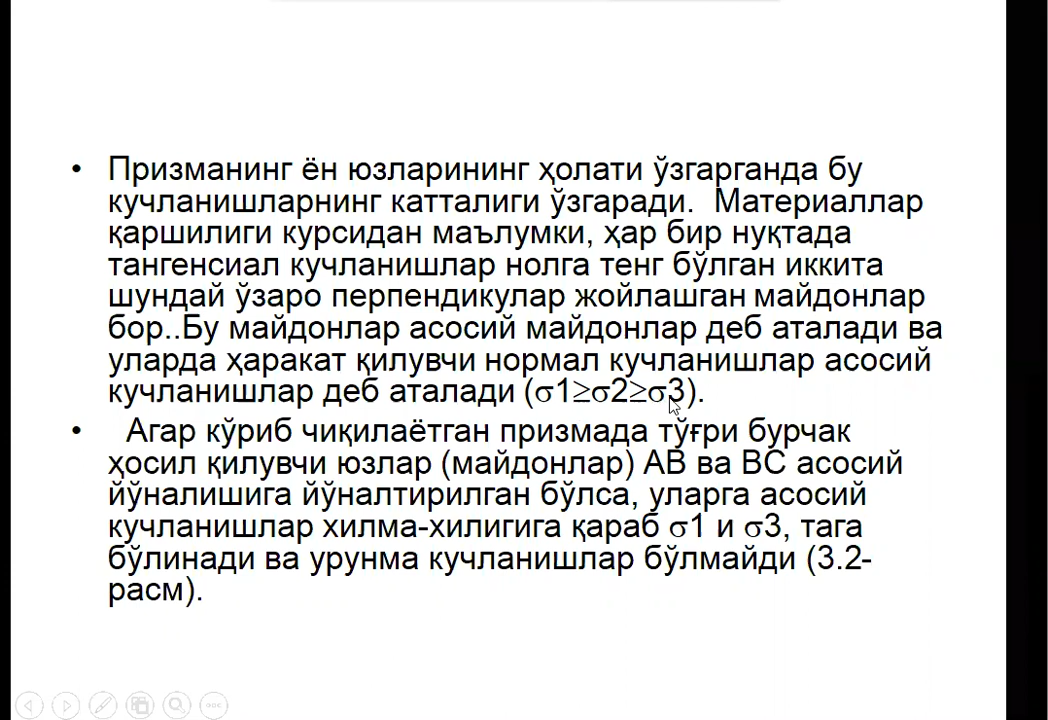 • Призманинг ён юзларининг ҳолати ўзгарганда бу
кучланишларнинг катталиги ўзгаради. Материаллар
қаршилиги курсидан маълумки, ҳар бир нуқтада
тангенсиал кучланишлар нолга тенг бўлган иккита
шундай ўзаро перпендикулар жойлашган майдонлар
бор..Бу майдонлар асосий майдонлар деб аталади ва
уларда ҳаракат қилувчи нормал кучланишлар асосий
кучланишлар деб аталади (σ1≥σ2≥σ3).
• Агар кўриб чиқилаётган призмада тўғри бурчак
ҳосил қилувчи юзлар (майдонлар) АВ ва ВС асосий
йўналишига йўналтирилган бўлса, уларга асосий
кучланишлар хилма-хилигига қараб σ1 и σ3, тага
бўлинади ва урунма кучланишлар бўлмайди (3.2-
расм).